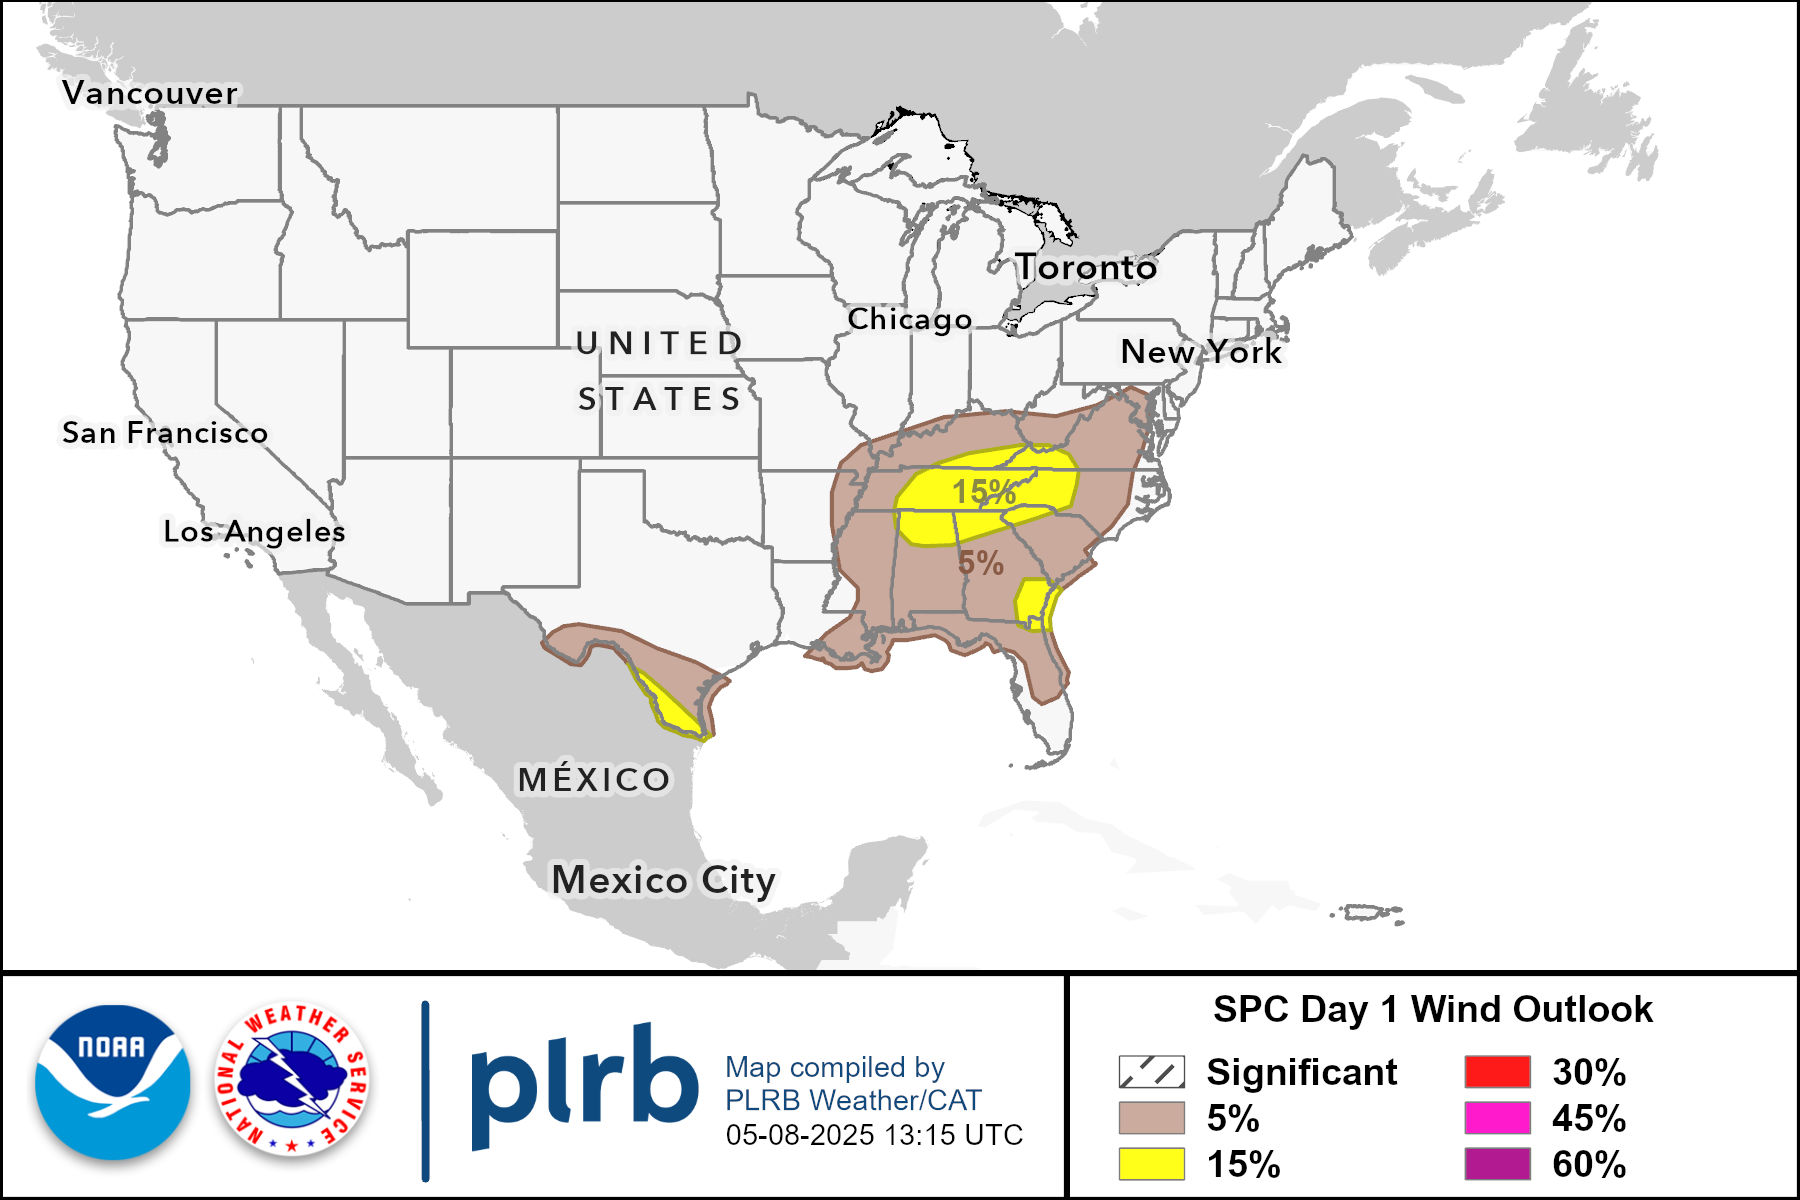 Vancouver
Toronto
Chicago
UNITED
New York
STATES
San Francisco
15%
Los Angeles
5%
MÉXICO
Mexico City
NOAA
NATIONAL WEATHER SERVICE
plrb
Map compiled by
PLRB Weather/CAT
05-08-2025 13:15 UTC
SPC Day 1 Wind Outlook
Significant
5%
15%
30%
45%
60%